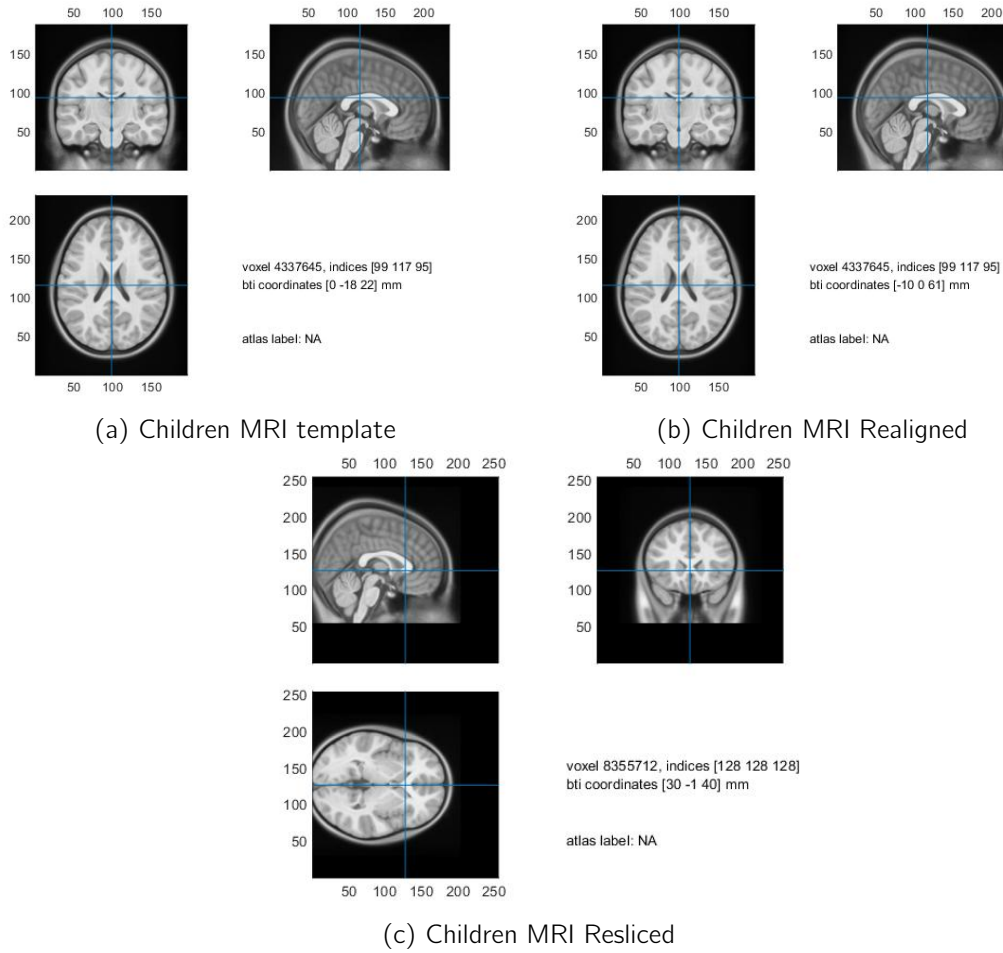 50 100 150
50 100 150 200
150
100
50
200
150
100
50
50 100 150
voxel 4337645, indices [99 117 95]
bti coordinates [0 -18 22] mm
atlas label: NA
(a) Children MRI template
50 100 150
50 100 150 200
150
100
50
200
150
100
50
50 100 150
voxel 4337645, indices [99 117 95]
bti coordinates [-10 0 61] mm
atlas label: NA
(b) Children MRI Realigned
50 100 150 200 250
50 100 150 200 250
250
200
150
100
50
250
200
150
100
50
250
200
150
100
50
50 100 150 200 250
voxel 8355712, indices [128 128 128]
bti coordinates [30 -1 40] mm
atlas label: NA
(c) Children MRI Resliced